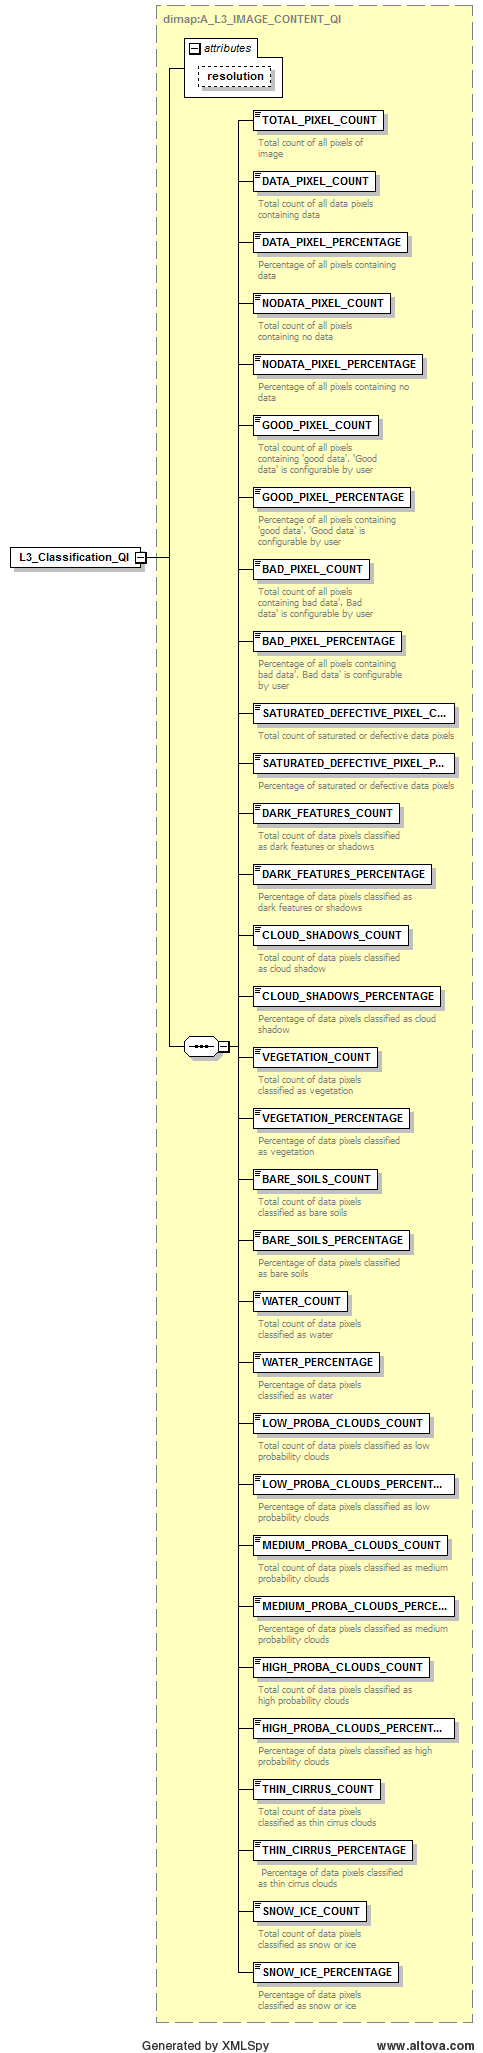 dimap:A_L3_IMAGE_CONTENT_QI
attributes
resolution
TOTAL_PIXEL_COUNT
Total count of all pixels of
image
DATA_PIXEL_COUNT
Total count of all data pixels
containing data
DATA_PIXEL_PERCENTAGE
Percentage of all pixels containing
data
NODATA_PIXEL_COUNT
Total count of all pixels
containing no data
NODATA_PIXEL_PERCENTAGE
Percentage of all pixels containing no
data
GOOD_PIXEL_COUNT
Total count of all pixels
containing 'good data'. 'Good
data' is configurable by user
GOOD_PIXEL_PERCENTAGE
Percentage of all pixels containing
'good data'. 'Good data' is
configurable by user
L3_Classification_QI
BAD_PIXEL_COUNT
Total count of all pixels
containing bad data'. Bad
data' is configurable by user
BAD_PIXEL_PERCENTAGE
Percentage of all pixels containing
bad data'. Bad data' is configurable
by user
SATURATED_DEFECTIVE_PIXEL_C...
Total count of saturated or defective data pixels
SATURATED_DEFECTIVE_PIXEL_P...
Percentage of saturated or defective data pixels
DARK_FEATURES_COUNT
Total count of data pixels classified
as dark features or shadows
DARK_FEATURES_PERCENTAGE
Percentage of data pixels classified as
dark features or shadows
CLOUD_SHADOWS_COUNT
Total count of data pixels classified
as cloud shadow
CLOUD_SHADOWS_PERCENTAGE
Percentage of data pixels classified as cloud
shadow
VEGETATION_COUNT
Total count of data pixels
classified as vegetation
VEGETATION_PERCENTAGE
Percentage of data pixels classified
as vegetation
BARE_SOILS_COUNT
Total count of data pixels
classified as bare soils
BARE_SOILS_PERCENTAGE
Percentage of data pixels classified
as bare soils
WATER_COUNT
Total count of data pixels
classified as water
WATER_PERCENTAGE
Percentage of data pixels
classified as water
LOW_PROBA_CLOUDS_COUNT
Total count of data pixels classified as low
probability clouds
LOW_PROBA_CLOUDS_PERCENT...
Percentage of data pixels classified as low
probability clouds
MEDIUM_PROBA_CLOUDS_COUNT
Total count of data pixels classified as medium
probability clouds
MEDIUM_PROBA_CLOUDS_PERCE...
Percentage of data pixels classified as medium
probability clouds
HIGH_PROBA_CLOUDS_COUNT
Total count of data pixels classified as
high probability clouds
HIGH_PROBA_CLOUDS_PERCENT...
Percentage of data pixels classified as high
probability clouds
THIN_CIRRUS_COUNT
Total count of data pixels
classified as thin cirrus clouds
THIN_CIRRUS_PERCENTAGE
Percentage of data pixels classified
as thin cirrus clouds
SNOW_ICE_COUNT
Total count of data pixels
classified as snow or ice
SNOW_ICE_PERCENTAGE
Percentage of data pixels
classified as snow or ice
Generated by XMLSpy
www.altova.com